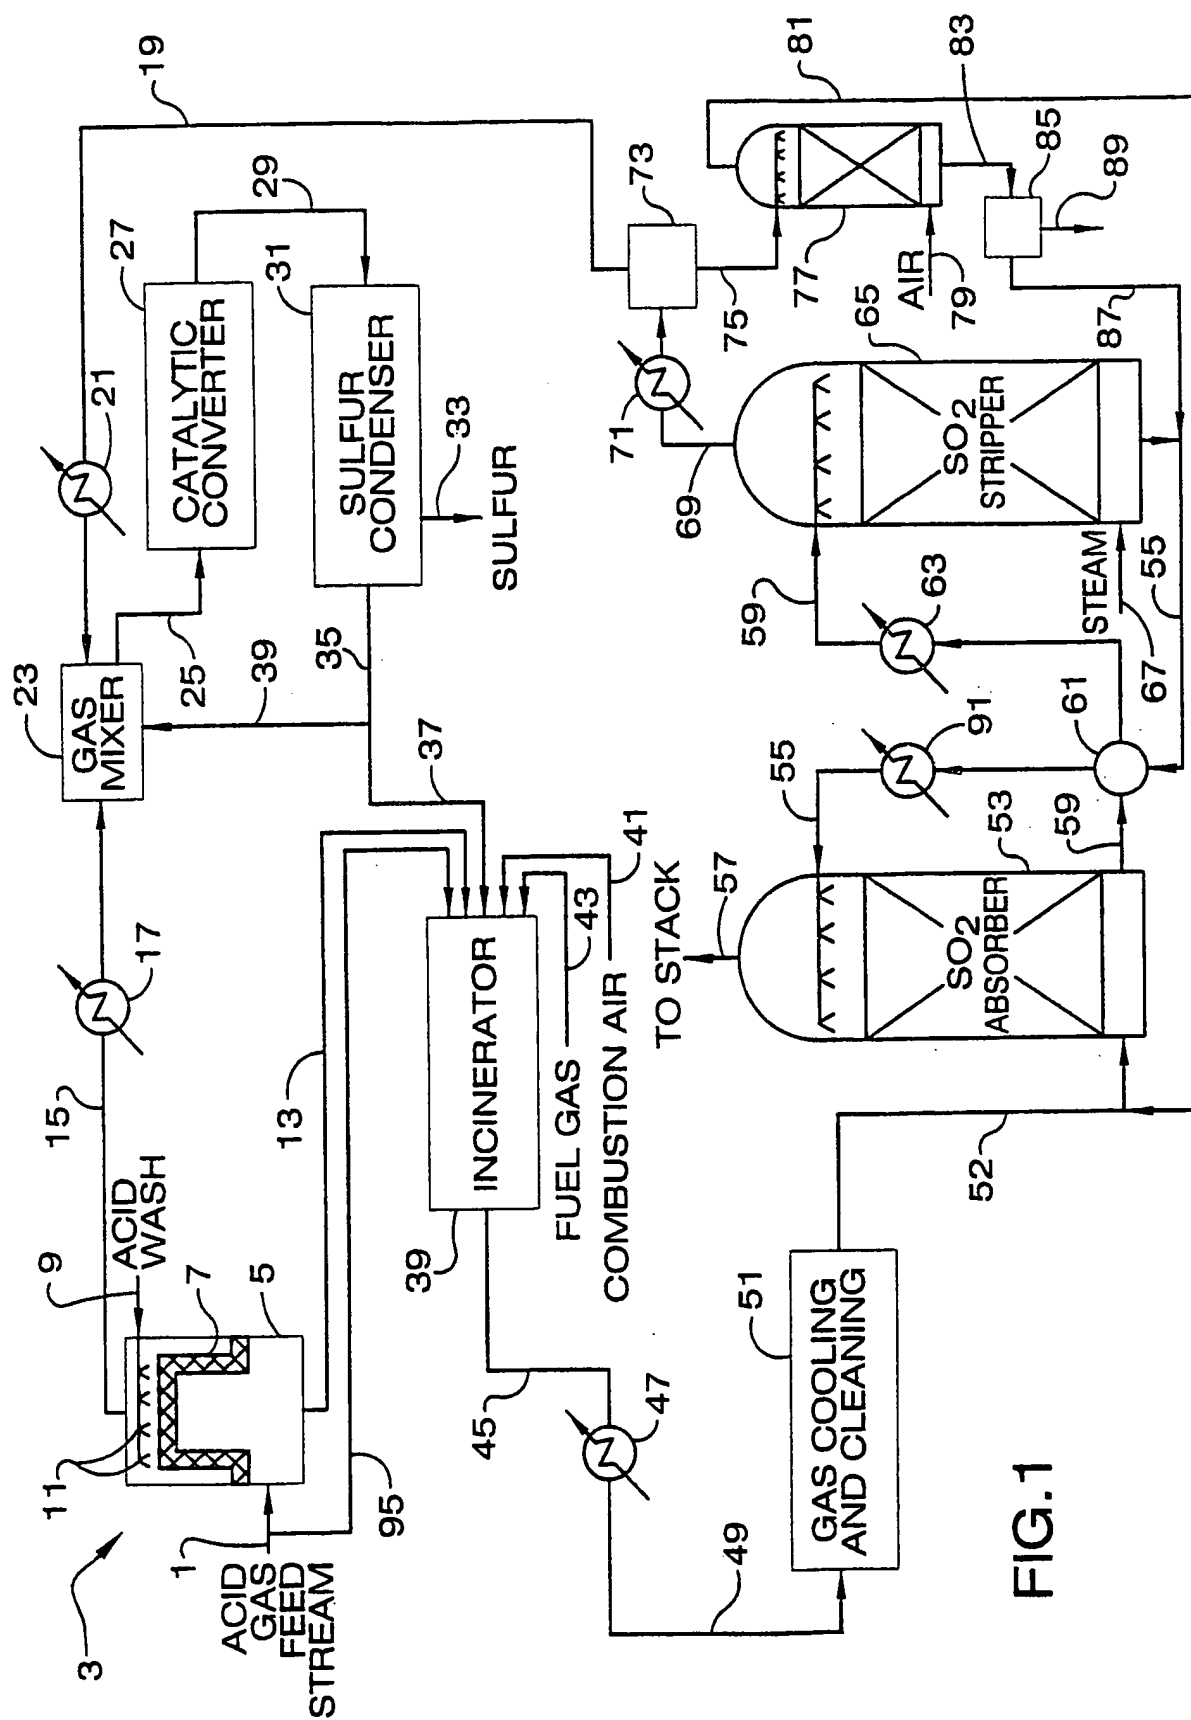 3
11
9
ACID
WASH
7
5
1
ACID
GAS
FEED
STREAM
95
15
17
13
23
GAS
MIXER
25
39
21
19
27
CATALYTIC
CONVERTER
29
31
SULFUR
CONDENSER
33
SULFUR
35
37
39
INCINERATOR
41
43
FUEL GAS
COMBUSTION AIR
45
47
49
51
GAS COOLING
AND CLEANING
52
TO STACK
57
53
SO2
ABSORBER
55
91
59
61
63
59
STEAM
67
55
65
SO2
STRIPPER
69
71
73
75
77
AIR
79
81
83
85
87
89
FIG.1